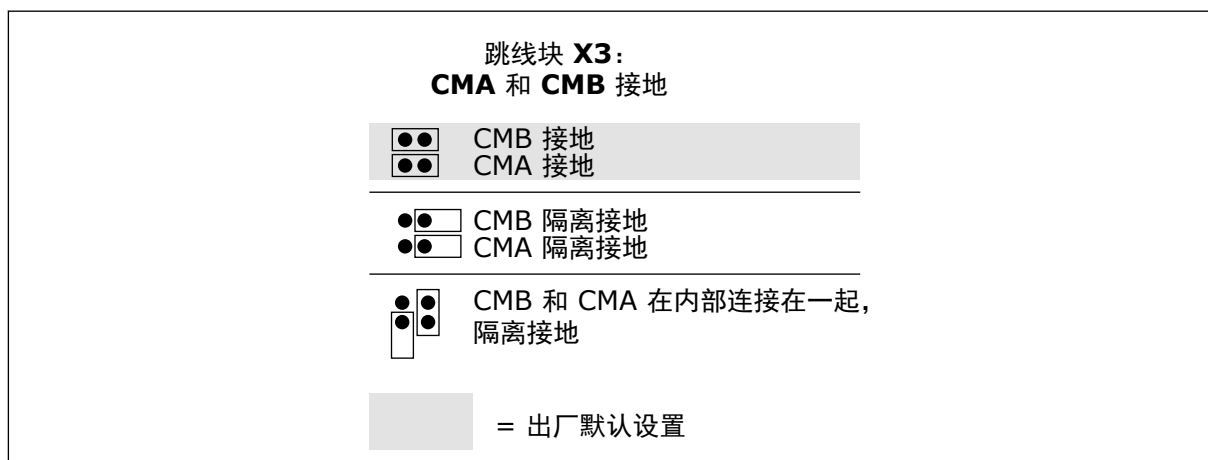 跳线块 X3：
CMA 和 CMB 接地
CMB 接地
CMA 接地
CMB 隔离接地
CMA 隔离接地
CMB 和 CMA 在内部连接在一起，
隔离接地
= 出厂默认设置